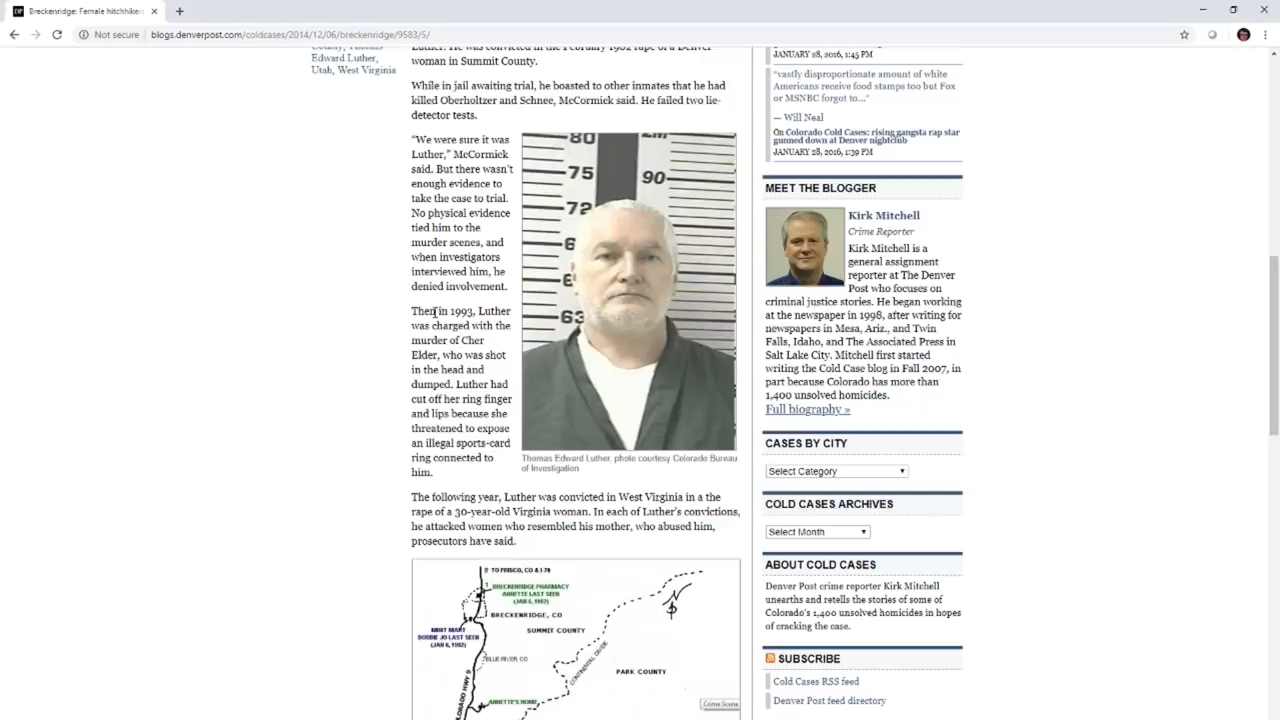 Breckenridge: Female hitchhiker
Not secure
blogs.denverpost.com/coldcases/2014/12/06/breckenridge/9583/5/
County, Thomas
Edward Luther,
Utah, West Virginia
Luther. He was convicted in the February 1982 rape of a Denver
woman in Summit County.
While in jail awaiting trial, he boasted to other inmates that he had
killed Oberholtzer and Schnee, McCormick said. He failed two lie-
detector tests.
“We were sure it was
Luther,” McCormick
said. But there wasn’t
enough evidence to
take the case to trial.
No physical evidence
tied him to the
murder scenes, and
when investigators
interviewed him, he
denied involvement.
Then in 1993, Luther
was charged with the
murder of Cher
Elder, who was shot
in the head and
dumped. Luther had
cut off her ring finger
and lips because she
threatened to expose
an illegal sports-card
ring connected to
him.
80
2M
75
90
72
6
6
63
Thomas Edward Luther, photo courtesy Colorado Bureau
of Investigation
The following year, Luther was convicted in West Virginia in a the
rape of a 30-year-old Virginia woman. In each of Luther’s convictions,
he attacked women who resembled his mother, who abused him,
prosecutors have said.
TO FRISCO, CO & I-70
BRECKENRIDGE PHARMACY
ANNETTE LAST SEEN
(JAN 6, 1982)
BRECKENRIDGE, CO
MINIT MART
BOBBIE JO LAST SEEN
(JAN 6, 1982)
SUMMIT COUNTY
BLUE RIVER, CO
CONTINENTAL DIVIDE
PARK COUNTY
COLORADO HWY 9
ANNETTE'S HOME
Crime Scene
JANUARY 28, 2016, 1:45 PM
“vastly disproportionate amount of white
Americans receive food stamps too but Fox
or MSNBC forgot to...”
— Will Neal
On Colorado Cold Cases: rising gangsta rap star
gunned down at Denver nightclub
JANUARY 28, 2016, 1:39 PM
MEET THE BLOGGER
Kirk Mitchell
Crime Reporter
Kirk Mitchell is a
general assignment
reporter at The Denver
Post who focuses on
criminal justice stories. He began working
at the newspaper in 1998, after writing for
newspapers in Mesa, Ariz., and Twin
Falls, Idaho, and The Associated Press in
Salt Lake City. Mitchell first started
writing the Cold Case blog in Fall 2007, in
part because Colorado has more than
1,400 unsolved homicides.
Full biography »
CASES BY CITY
Select Category
COLD CASES ARCHIVES
Select Month
ABOUT COLD CASES
Denver Post crime reporter Kirk Mitchell
unearths and retells the stories of some of
Colorado's 1,400 unsolved homicides in hopes
of cracking the case.
SUBSCRIBE
Cold Cases RSS feed
Denver Post feed directory